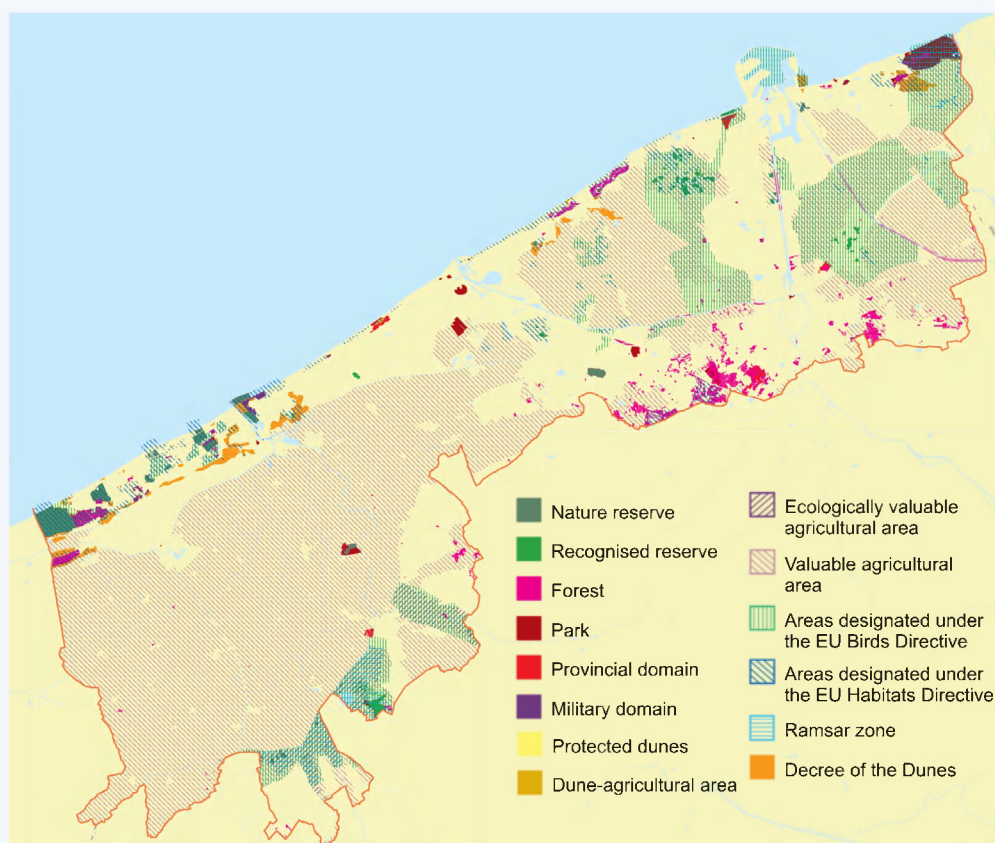 Nature reserve
Recognised reserve
Forest
Park
Provincial domain
Military domain
Protected dunes
Dune-agricultural area
Ecologically valuable
agricultural area
Valuable agricultural
area
Areas designated under
the EU Birds Directive
Areas designated under
the EU Habitats Directive
Ramsar zone
Decree of the Dunes